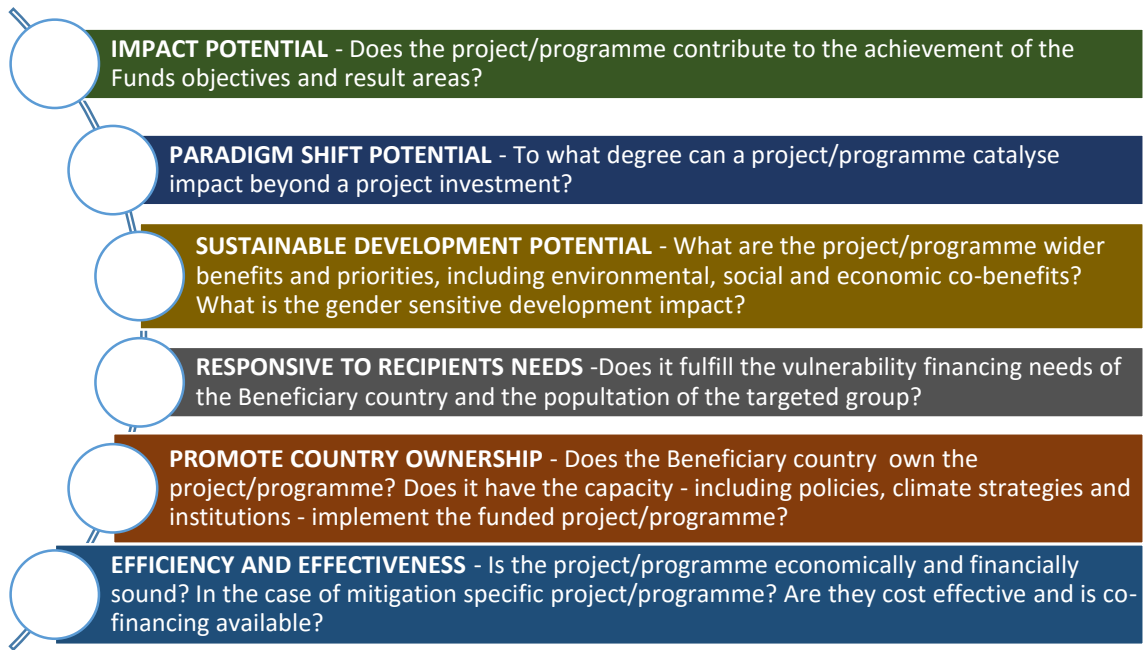 IMPACT POTENTIAL - Does the project/programme contribute to the achievement of the
Funds objectives and result areas?
PARADIGM SHIFT POTENTIAL - To what degree can a project/programme catalyse
impact beyond a project investment?
SUSTAINABLE DEVELOPMENT POTENTIAL - What are the project/programme wider
benefits and priorities, including environmental, social and economic co-benefits?
What is the gender sensitive development impact?
RESPONSIVE TO RECIPIENTS NEEDS -Does it fulfill the vulnerability financing needs of
the Beneficiary country and the popultation of the targeted group?
PROMOTE COUNTRY OWNERSHIP - Does the Beneficiary country  own the
project/programme? Does it have the capacity - including policies, climate strategies and
institutions - implement the funded project/programme?
EFFICIENCY AND EFFECTIVENESS - Is the project/programme economically and financially
sound? In the case of mitigation specific project/programme? Are they cost effective and is co-
financing available?